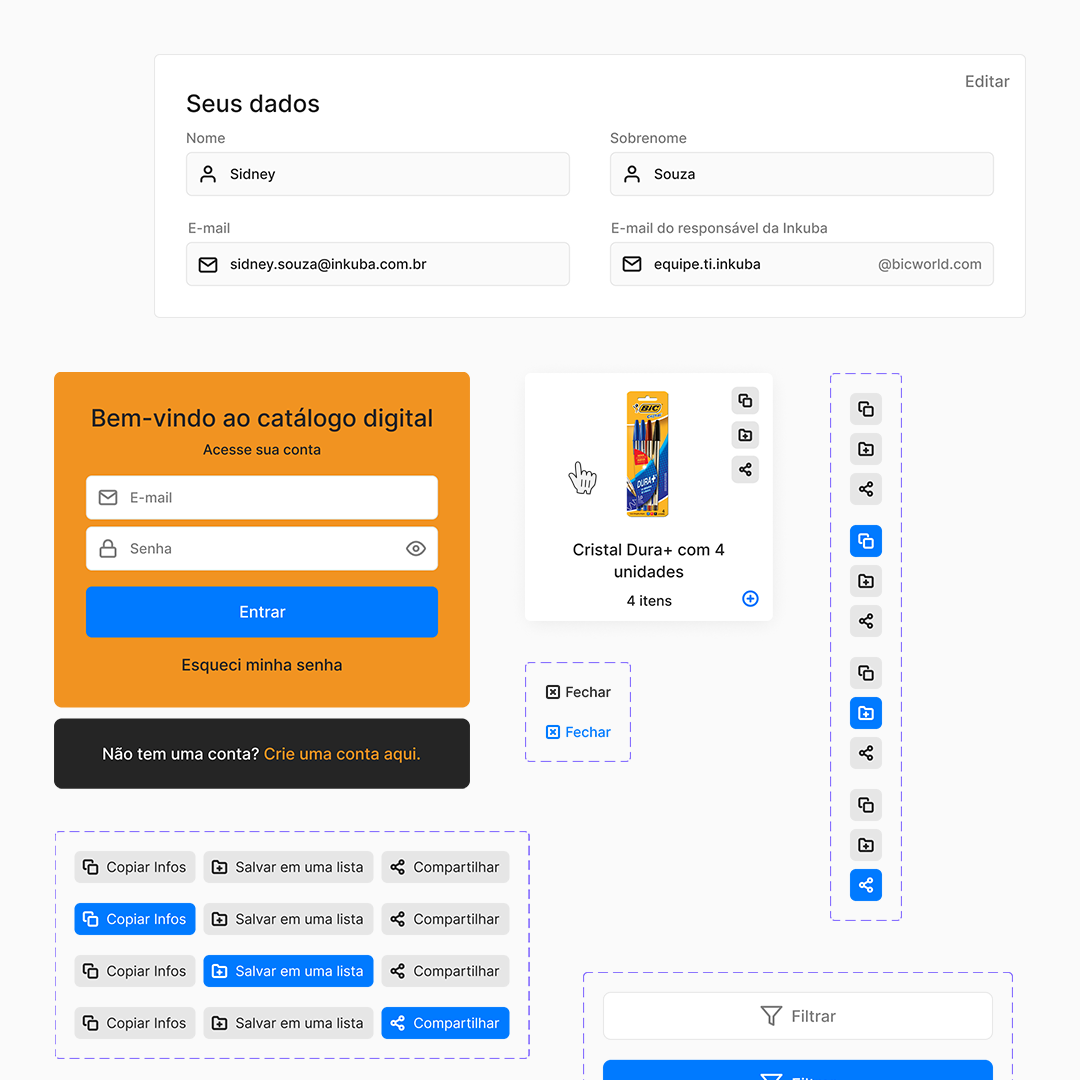 Editar
Seus dados
Nome
Sobrenome
Sidney
Souza
E-mail
E-mail do responsável da Inkuba
sidney.souza@inkuba.com.br
equipe.ti.inkuba @bicworld.com
Bem-vindo ao catálogo digital
Acesse sua conta
E-mail
Senha
Entrar
Esqueci minha senha
Não tem uma conta? Crie uma conta aqui.
BIC
Cristal
DURA+
Cristal Dura+ com 4
unidades
4 itens
Fechar
Fechar
Copiar Infos Salvar em uma lista Compartilhar
Copiar Infos Salvar em uma lista Compartilhar
Copiar Infos Salvar em uma lista Compartilhar
Copiar Infos Salvar em uma lista Compartilhar
Filtrar